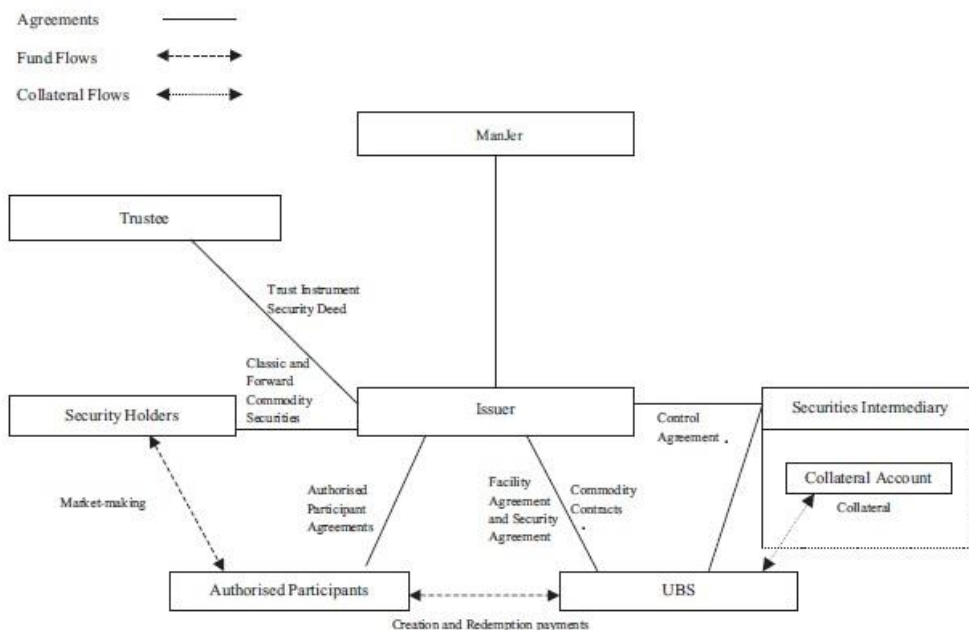 Agreements
Fund Flows
Collateral Flows
ManJer
Trustee
Trust Instrument
Security Deed
Classic and
Forward
Commodity
Securities
Security Holders
Issuer
Securities Intermediary
Control
Agreement
Collateral Account
Collateral
Market-making
Authorised
Participant
Agreements
Facility
Agreement
and Security
Agreement
Commodity
Contracts
Authorised Participants
UBS
Creation and Redemption payments